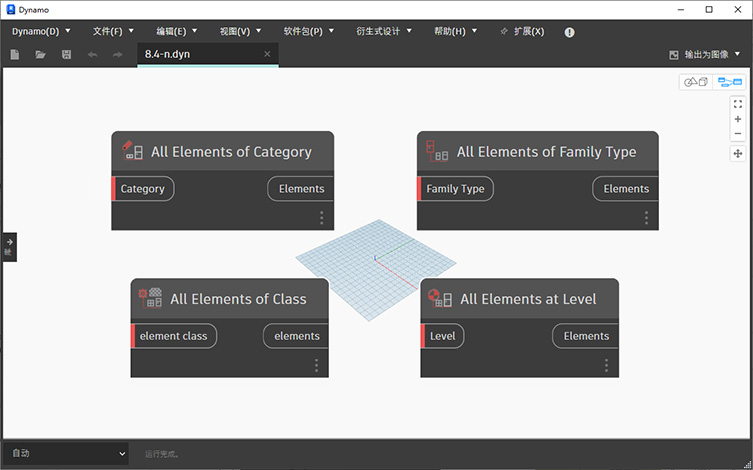 Dynamo
Dynamo(D) 文件(F) 编辑(E) 视图(V) 软件包(P) 衍生式设计 帮助(H) 扩展(X)
8.4-n.dyn
输出为图像
All Elements of Category
Category Elements
All Elements of Family Type
Family Type Elements
All Elements of Class
element class elements
All Elements at Level
Level Elements
自动
运行完成。